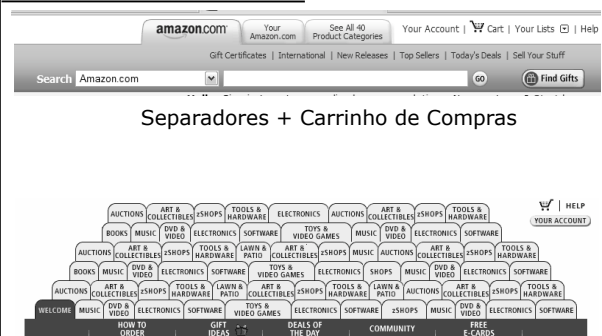 amazon.com Your Amazon.com See All 40 Product Categories Your Account | Cart | Your Lists | Help
Gift Certificates | International | New Releases | Top Sellers | Today's Deals | Sell Your Stuff
Search Amazon.com GO Find Gifts
Separadores + Carrinho de Compras
HELP
YOUR ACCOUNT
AUCTIONS ART & COLLECTIBLES zSHOPS TOOLS & HARDWARE ELECTRONICS AUCTIONS ART & COLLECTIBLES zSHOPS TOOLS & HARDWARE
BOOKS MUSIC DVD & VIDEO ELECTRONICS SOFTWARE TOYS & VIDEO GAMES MUSIC DVD & VIDEO ELECTRONICS SOFTWARE
AUCTIONS ART & COLLECTIBLES zSHOPS TOOLS & HARDWARE LAWN & PATIO ART & COLLECTIBLES zSHOPS MUSIC AUCTIONS ART & COLLECTIBLES zSHOPS
BOOKS MUSIC DVD & VIDEO ELECTRONICS SOFTWARE TOYS & VIDEO GAMES ELECTRONICS SHOPS MUSIC DVD & VIDEO ELECTRONICS SOFTWARE
AUCTIONS ART & COLLECTIBLES zSHOPS TOOLS & HARDWARE LAWN & PATIO ART & COLLECTIBLES zSHOPS TOOLS & HARDWARE LAWN & PATIO AUCTIONS ART & COLLECTIBLES zSHOPS TOOLS & HARDWARE
WELCOME MUSIC DVD & VIDEO ELECTRONICS SOFTWARE TOYS & VIDEO GAMES ELECTRONICS SOFTWARE zSHOPS MUSIC DVD & VIDEO ELECTRONICS SOFTWARE
HOW TO ORDER | GIFT IDEAS | DEALS OF THE DAY | COMMUNITY | FREE E-CARDS